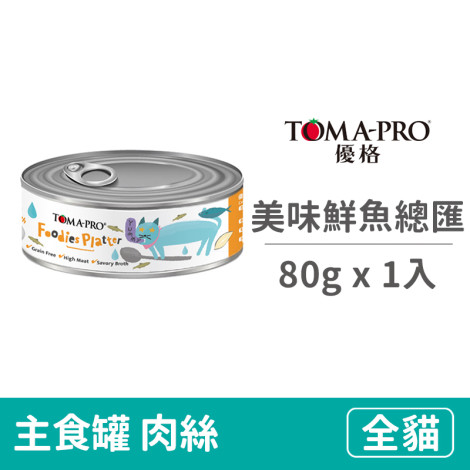 TOMA-PRO
Foodies Platter
Grain Free • High Meat • Savory Broth
TOMA-PRO®
優格
美味鮮魚總匯
80g x 1入
主食罐 肉絲
全貓